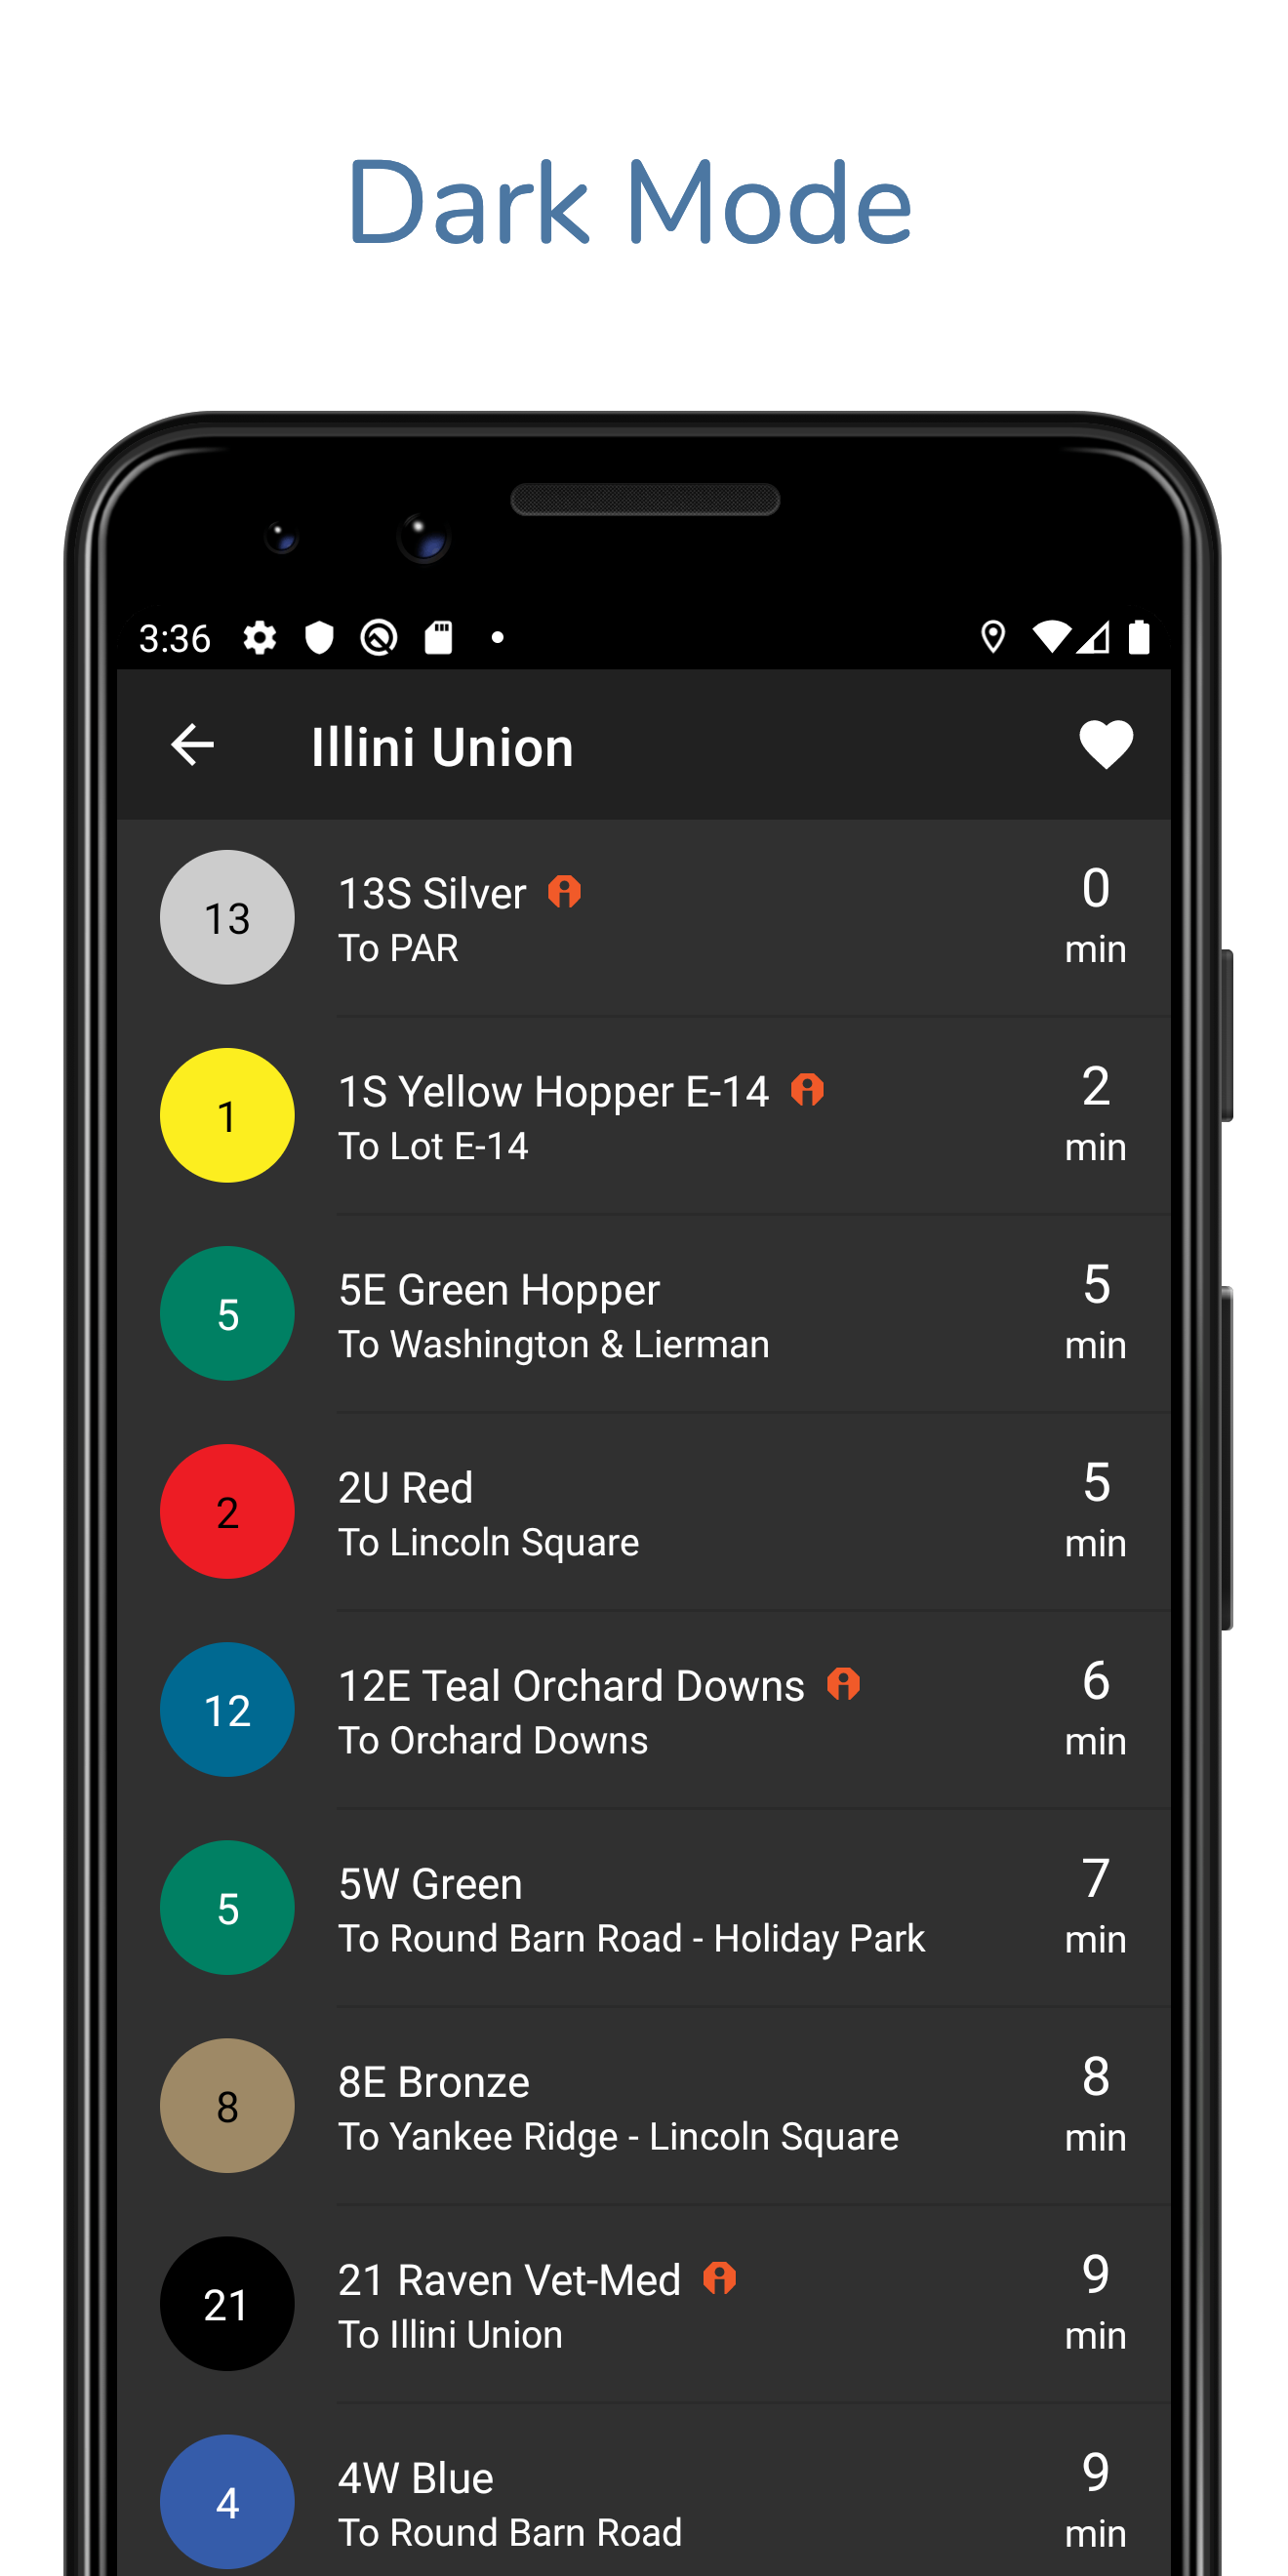 Dark Mode
3:36
Illini Union
13
13S Silver
To PAR
0
min
1
1S Yellow Hopper E-14
To Lot E-14
2
min
5
5E Green Hopper
To Washington & Lierman
5
min
2
2U Red
To Lincoln Square
5
min
12
12E Teal Orchard Downs
To Orchard Downs
6
min
5
5W Green
To Round Barn Road - Holiday Park
7
min
8
8E Bronze
To Yankee Ridge - Lincoln Square
8
min
21
21 Raven Vet-Med
To Illini Union
9
min
4
4W Blue
To Round Barn Road
9
min